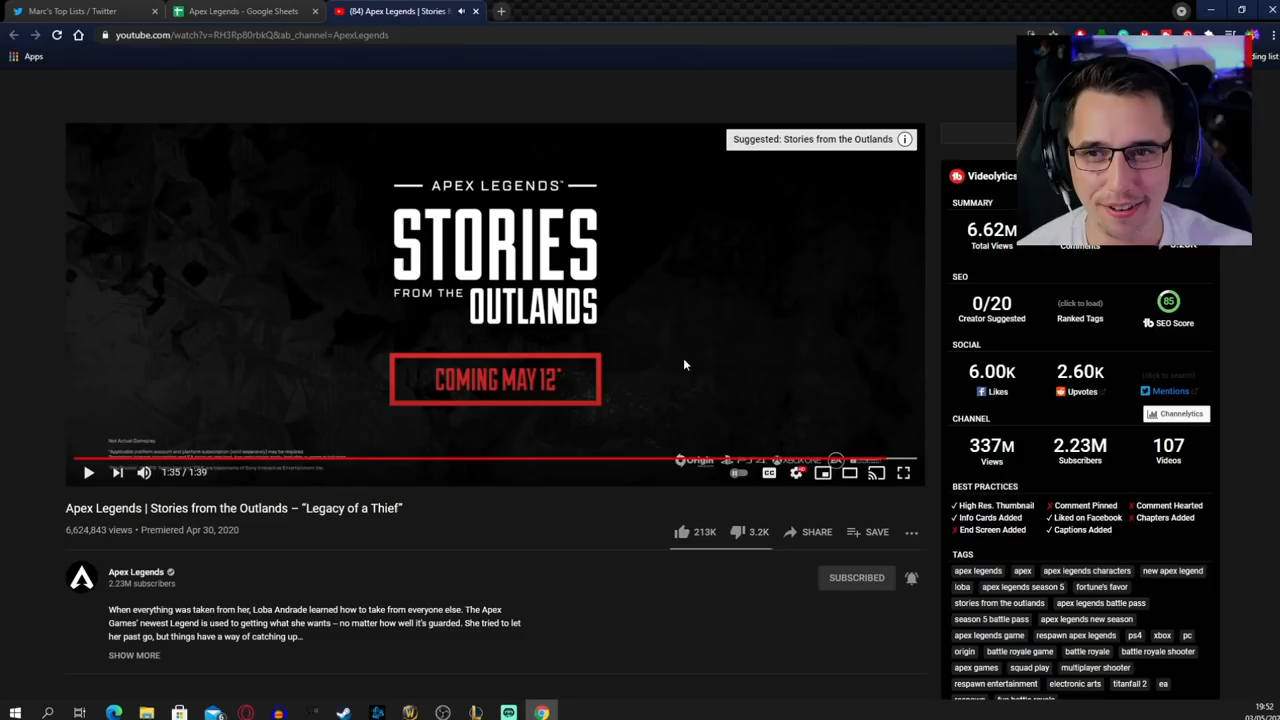 Marc's Top Lists / Twitter
Apex Legends - Google Sheets
(84) Apex Legends | Stories
youtube.com/watch?v=RH3Rp80rbkQ&ab_channel=ApexLegends
Apps
ding list
Suggested: Stories from the Outlands
APEX LEGENDS™
STORIES
FROM THE OUTLANDS
COMING MAY 12*
Not Actual Gameplay
1:35 / 1:39
Apex Legends | Stories from the Outlands – “Legacy of a Thief”
6,624,843 views • Premiered Apr 30, 2020
213K
3.2K
SHARE
SAVE
Apex Legends
2.23M subscribers
SUBSCRIBED
When everything was taken from her, Loba Andrade learned how to take from everyone else. The Apex
Games' newest Legend is used to getting what she wants – no matter how well it's guarded. She tried to let
her past go, but things have a way of catching up...
SHOW MORE
Videolytics
SUMMARY
6.62M
Total Views
Comments
SEO
0/20
Creator Suggested
(click to load)
Ranked Tags
85
SEO Score
SOCIAL
6.00K
Likes
2.60K
Upvotes
(click to search)
Mentions
Channelytics
CHANNEL
337M
Views
2.23M
Subscribers
107
Videos
BEST PRACTICES
✓ High Res. Thumbnail
✗ Comment Pinned
✗ Comment Hearted
✓ Info Cards Added
✓ Liked on Facebook
✗ Chapters Added
✗ End Screen Added
✓ Captions Added
TAGS
apex legends apex apex legends characters new apex legend
loba apex legends season 5 fortune's favor
stories from the outlands apex legends battle pass
season 5 battle pass apex legends new season
apex legends game respawn apex legends ps4 xbox pc
origin battle royale game battle royale battle royale shooter
apex games squad play multiplayer shooter
respawn entertainment electronic arts titanfall 2 ea
19:52